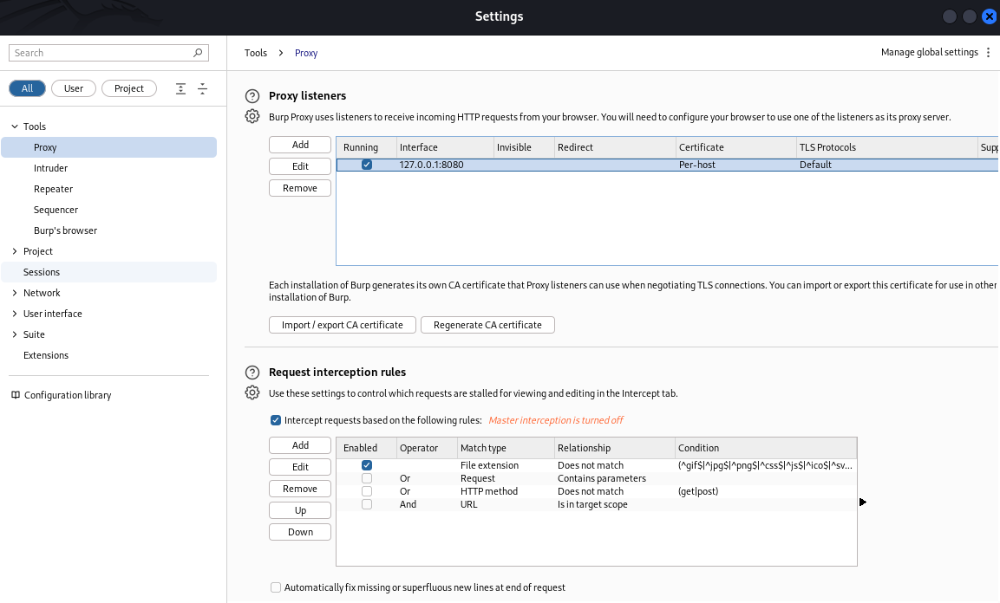 Settings
Search
Tools > Proxy
Manage global settings
All
User
Project
Tools
Proxy
Intruder
Repeater
Sequencer
Burp's browser
Project
Sessions
Network
User interface
Suite
Extensions
Configuration library
Proxy listeners
Burp Proxy uses listeners to receive incoming HTTP requests from your browser. You will need to configure your browser to use one of the listeners as its proxy server.
Add
Edit
Remove
Running Interface Invisible Redirect Certificate TLS Protocols Supp
127.0.0.1:8080 Per-host Default
Each installation of Burp generates its own CA certificate that Proxy listeners can use when negotiating TLS connections. You can import or export this certificate for use in other
installation of Burp.
Import / export CA certificate
Regenerate CA certificate
Request interception rules
Use these settings to control which requests are stalled for viewing and editing in the Intercept tab.
Intercept requests based on the following rules: Master interception is turned off
Add
Edit
Remove
Up
Down
Enabled Operator Match type Relationship Condition
File extension Does not match (^gif$|^jpg$|^png$|^css$|^js$|^ico$|^sv...
Or Request Contains parameters
Or HTTP method Does not match (get|post)
And URL Is in target scope
Automatically fix missing or superfluous new lines at end of request